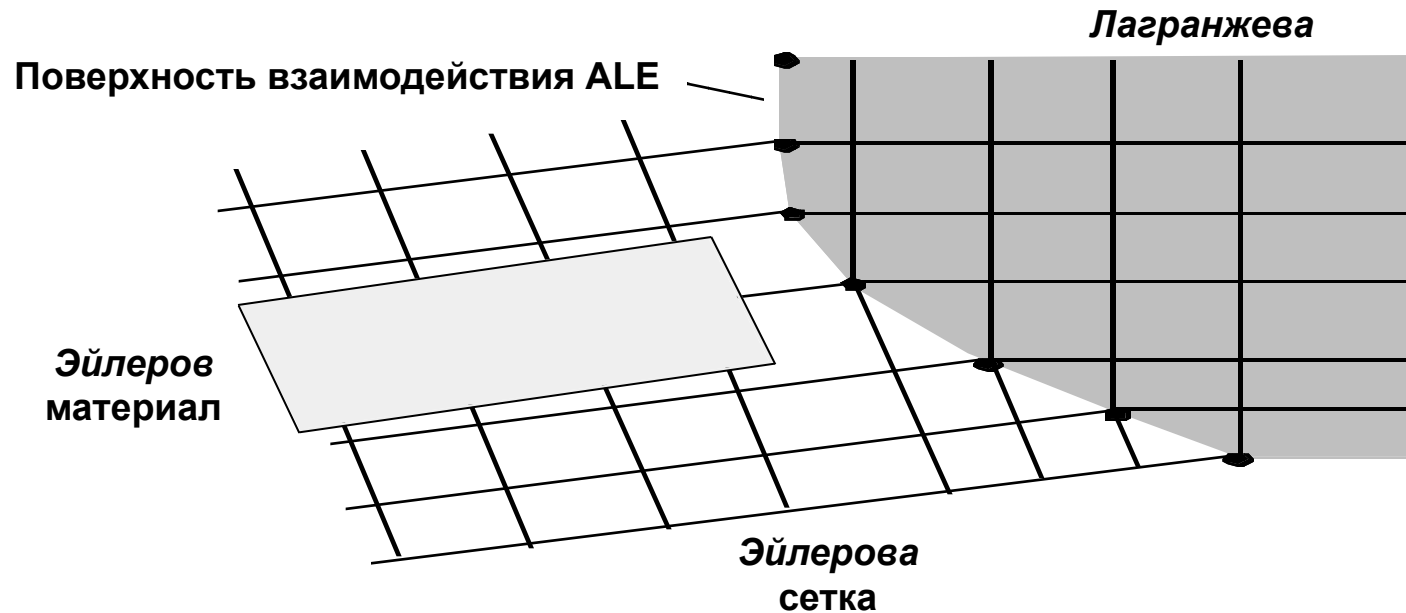 Лагранжева
Поверхность взаимодействия ALE
Эйлеров
материал
Эйлерова
сетка